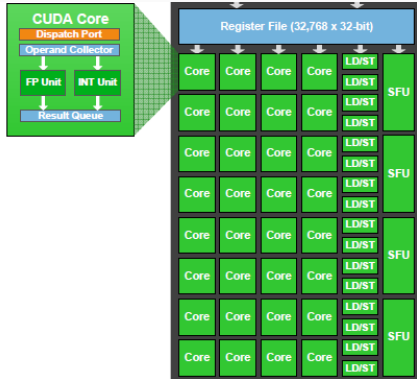 CUDA Core
Dispatch Port
Operand Collector
FP Unit INT Unit
Result Queue
Register File (32,768 x 32-bit)
LD/ST
Core Core Core Core
LD/ST
SFU
LD/ST
Core Core Core Core
LD/ST
LD/ST
Core Core Core Core
LD/ST
SFU
LD/ST
Core Core Core Core
LD/ST
LD/ST
Core Core Core Core
LD/ST
SFU
LD/ST
Core Core Core Core
LD/ST
LD/ST
Core Core Core Core
LD/ST
SFU
LD/ST
Core Core Core Core
LD/ST